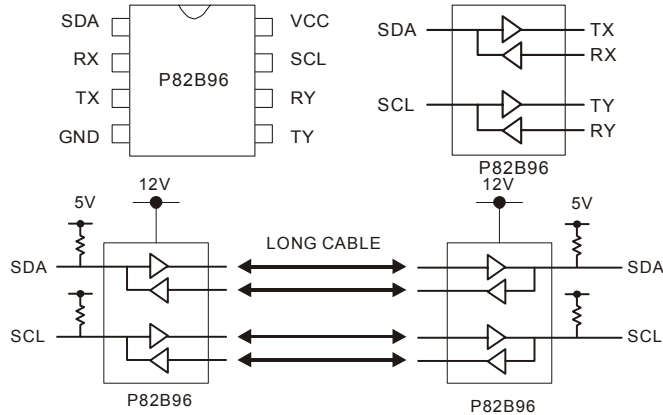 SDA
VCC
RX
SCL
P82B96
TX
RY
GND
TY
SDA
TX
RX
SCL
TY
RY
P82B96
12V
12V
5V
5V
LONG CABLE
SDA
SDA
SCL
SCL
P82B96
P82B96